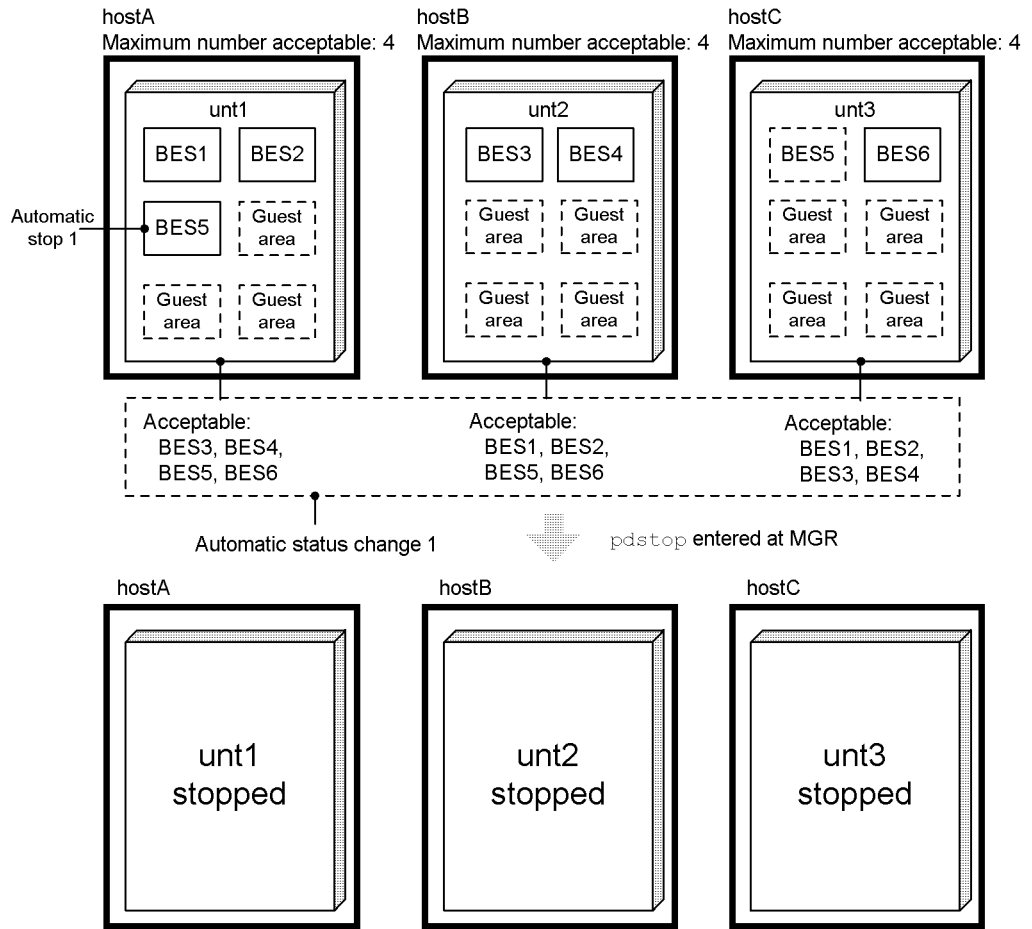 hostA
Maximum number acceptable: 4
hostB
Maximum number acceptable: 4
hostC
Maximum number acceptable: 4
unt1
BES1
BES2
BES5
Guest
area
Guest
area
Guest
area
Automatic
stop 1
unt2
BES3
BES4
Guest
area
Guest
area
Guest
area
Guest
area
unt3
BES5
BES6
Guest
area
Guest
area
Guest
area
Guest
area
Acceptable:
BES3, BES4,
BES5, BES6
Acceptable:
BES1, BES2,
BES5, BES6
Acceptable:
BES1, BES2,
BES3, BES4
Automatic status change 1
pdstop entered at MGR
hostA
hostB
hostC
unt1
stopped
unt2
stopped
unt3
stopped